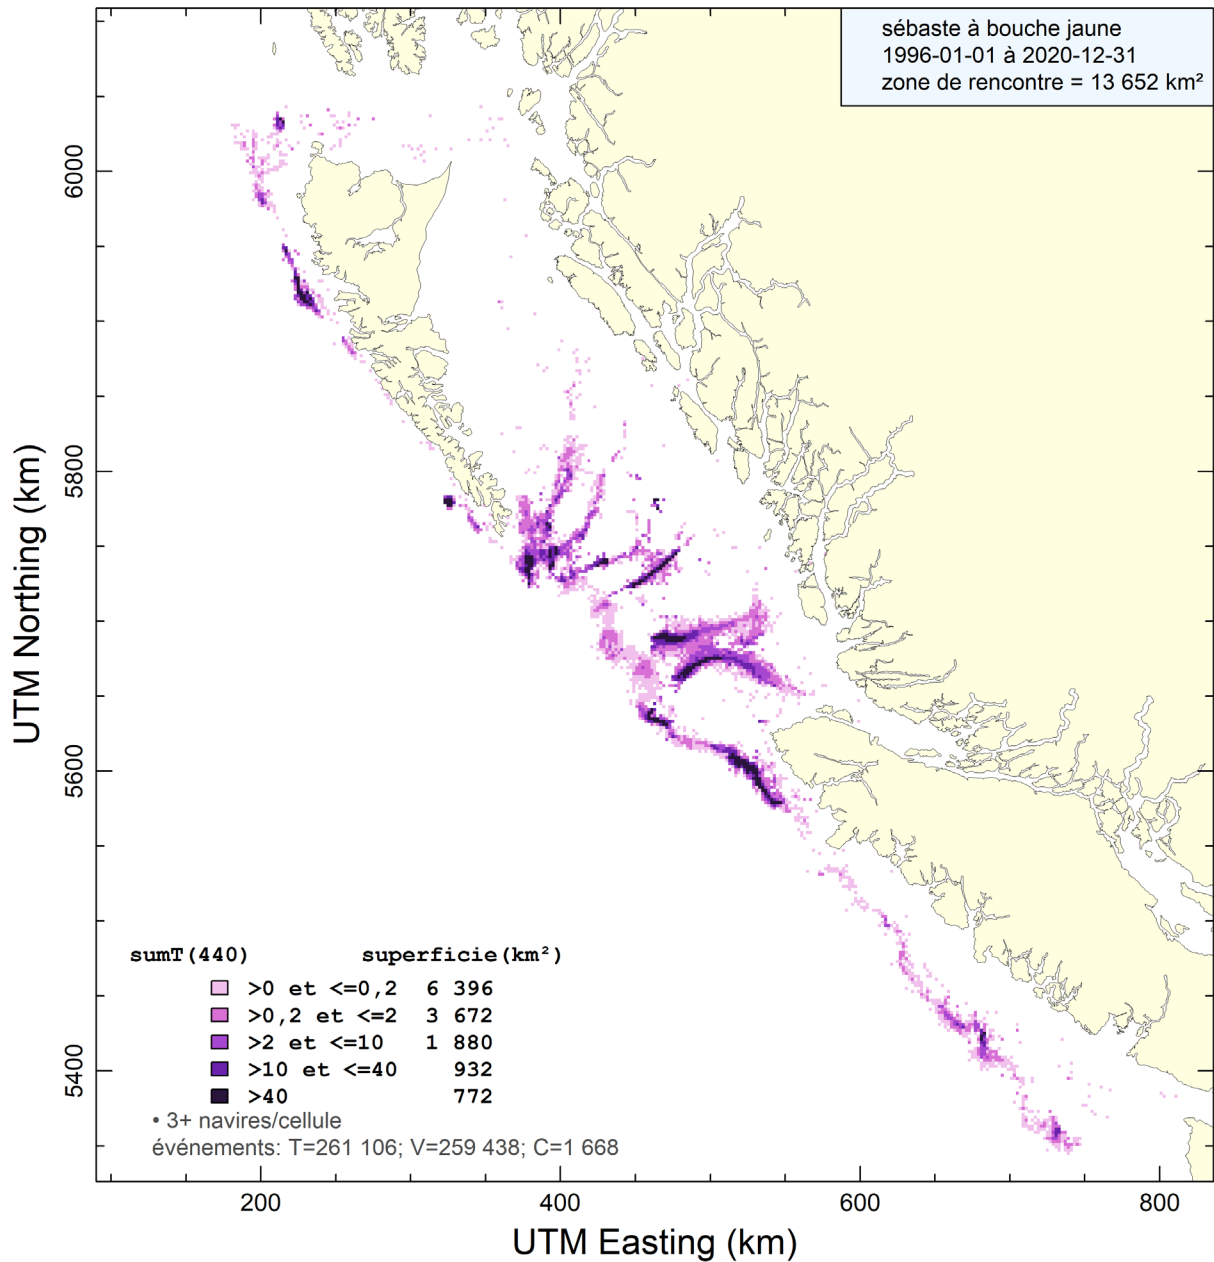 sébaste à bouche jaune
1996-01-01 à 2020-12-31
zone de rencontre = 13 652 km²
6000
5800
5600
5400
UTM Northing (km)
sumT(440) superficie(km²)
>0 et <=0,2 6 396
>0,2 et <=2 3 672
>2 et <=10 1 880
>10 et <=40 932
>40 772
• 3+ navires/cellule
événements: T=261 106; V=259 438; C=1 668
200 400 600 800
UTM Easting (km)